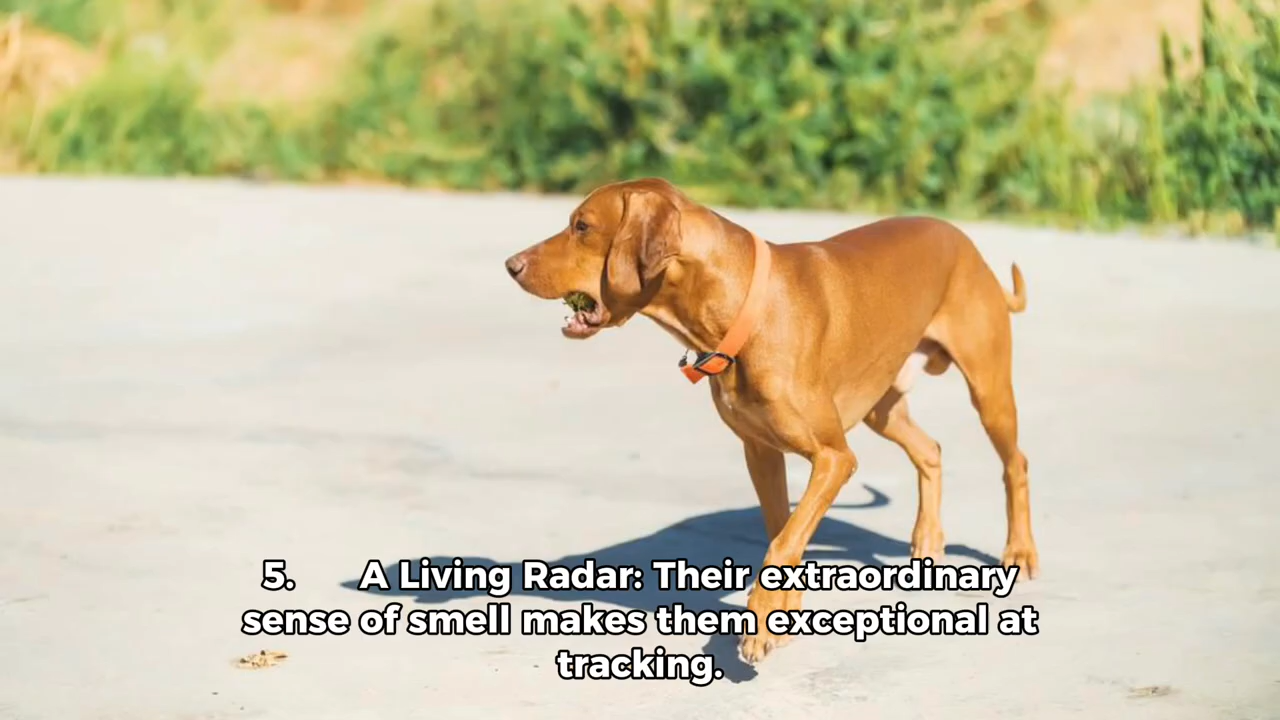 5. A Living Radar: Their extraordinary
sense of smell makes them exceptional at
tracking.